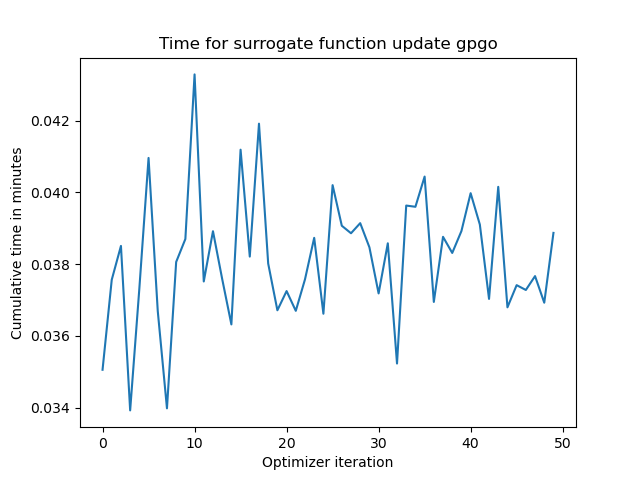 Time for surrogate function update gpgo
Cumulative time in minutes
0.042
0.040
0.038
0.036
0.034
0 10 20 30 40 50
Optimizer iteration